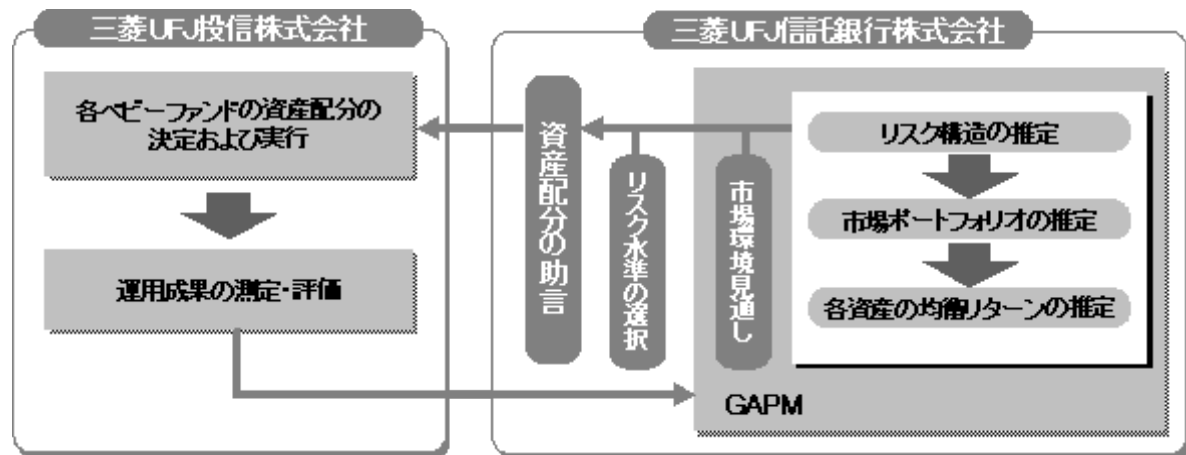 三菱UFJ投信株式会社
各ベビーファンドの資産配分の
決定および実行
運用成果の測定・評価
三菱UFJ信託銀行株式会社
資産配分の助言
リスク水準の選択
市場環境見通し
リスク構造の推定
市場ポートフォリオの推定
各資産の均衡リターンの推定
GAPM